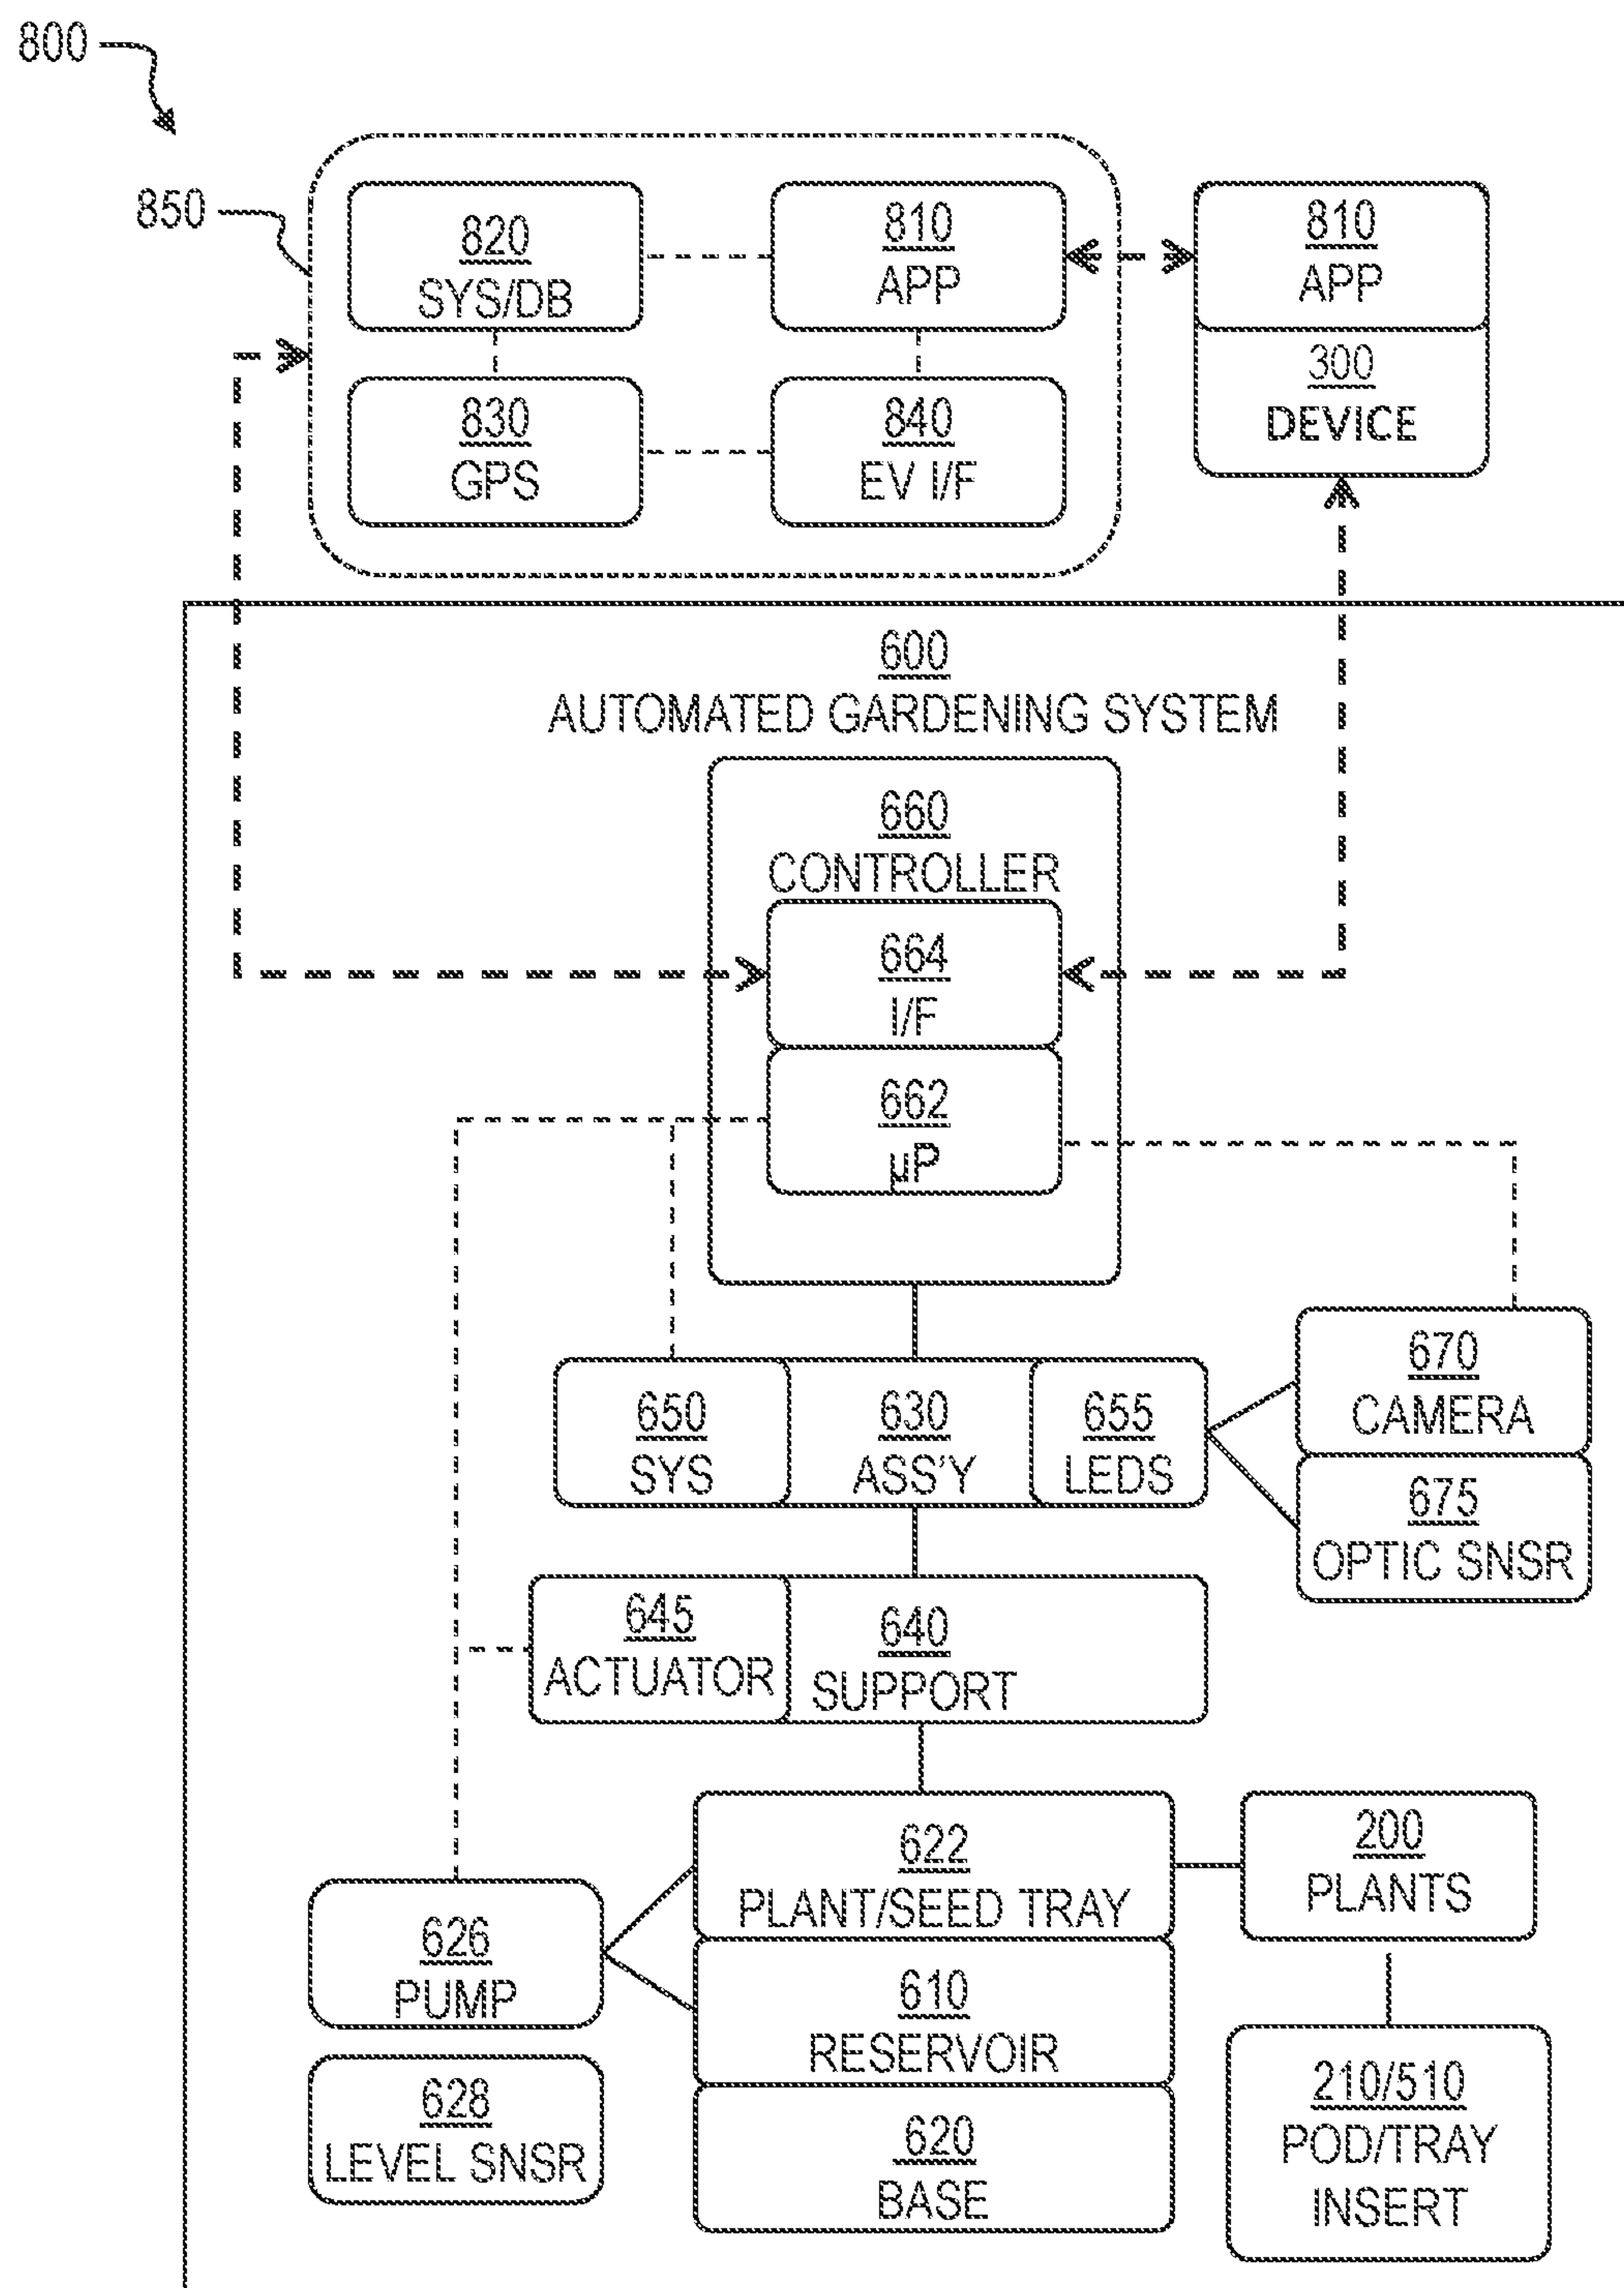 800
850
820
SYS/DB
810
APP
810
APP
300
DEVICE
830
GPS
840
EV I/F
600
AUTOMATED GARDENING SYSTEM
660
CONTROLLER
664
I/F
662
µP
650
SYS
630
ASS'Y
655
LEDS
670
CAMERA
675
OPTIC SNSR
645
ACTUATOR
640
SUPPORT
622
PLANT/SEED TRAY
200
PLANTS
626
PUMP
610
RESERVOIR
628
LEVEL SNSR
620
BASE
210/510
POD/TRAY
INSERT